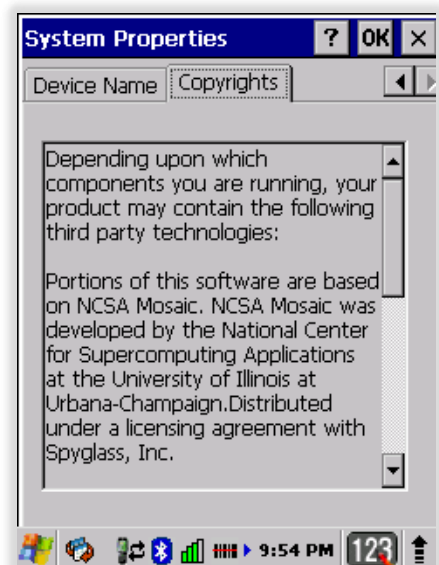 System Properties ? OK ×
Device Name Copyrights
Depending upon which
components you are running, your
product may contain the following
third party technologies:
Portions of this software are based
on NCSA Mosaic. NCSA Mosaic was
developed by the National Center
for Supercomputing Applications
at the University of Illinois at
Urbana-Champaign.Distributed
under a licensing agreement with
Spyglass, Inc.
9:54 PM 123